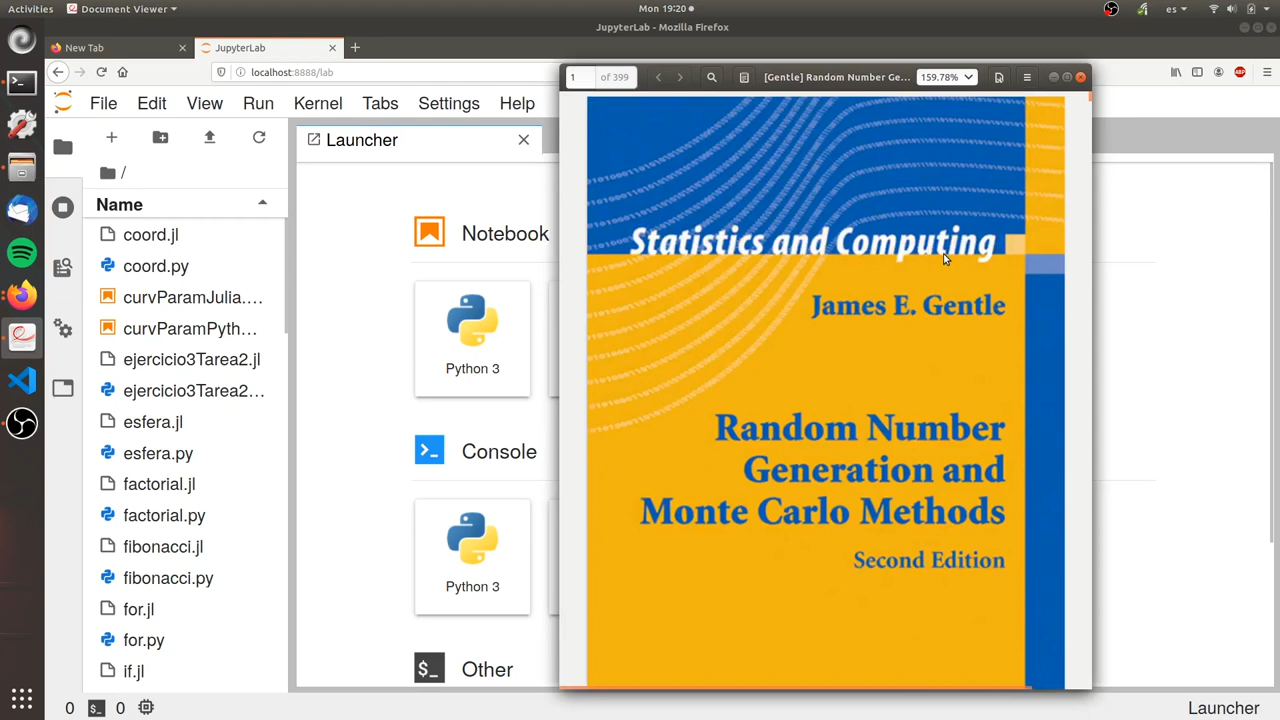 Activities
Document Viewer
Mon 19:20
es
JupyterLab - Mozilla Firefox
New Tab
JupyterLab
localhost:8888/lab
ABP
File Edit View Run Kernel Tabs Settings Help
/
Name
coord.jl
coord.py
curvParamJulia....
curvParamPyth...
ejercicio3Tarea2.jl
ejercicio3Tarea2...
esfera.jl
esfera.py
factorial.jl
factorial.py
fibonacci.jl
fibonacci.py
for.jl
for.py
if.jl
Launcher
Notebook
Python 3
Console
Python 3
$_ Other
1 of 399
[Gentle] Random Number Ge...
159.78%
Statistics and Computing
James E. Gentle
Random Number
Generation and
Monte Carlo Methods
Second Edition
0 $_ 0
Launcher